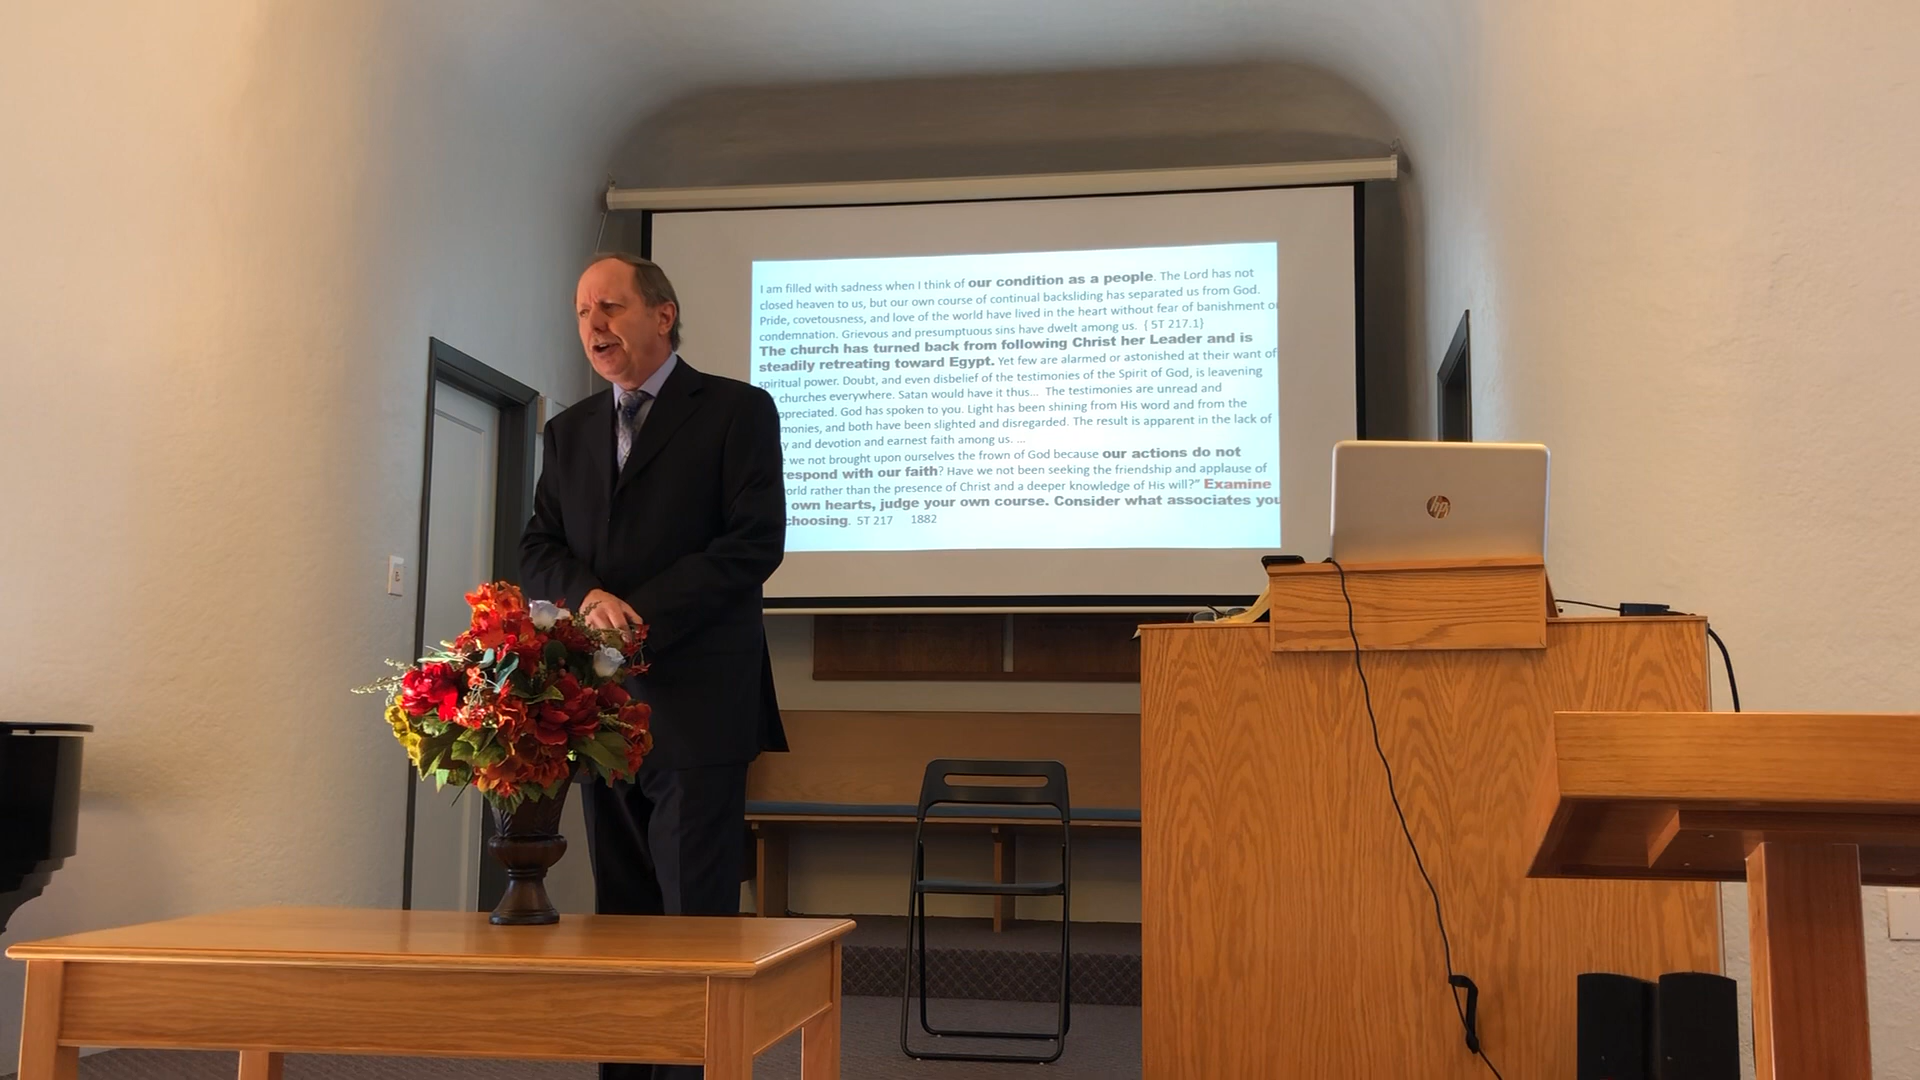 I am filled with sadness when I think of our condition as a people. The Lord has not
closed heaven to us, but our own course of continual backsliding has separated us from God.
Pride, covetousness, and love of the world have lived in the heart without fear of banishment or
condemnation. Grievous and presumptuous sins have dwelt among us. { 5T 217.1}
The church has turned back from following Christ her Leader and is
steadily retreating toward Egypt. Yet few are alarmed or astonished at their want of
spiritual power. Doubt, and even disbelief of the testimonies of the Spirit of God, is leavening
churches everywhere. Satan would have it thus... The testimonies are unread and
preciated. God has spoken to you. Light has been shining from His word and from the
monies, and both have been slighted and disregarded. The result is apparent in the lack of
y and devotion and earnest faith among us. ...
we not brought upon ourselves the frown of God because our actions do not
respond with our faith? Have we not been seeking the friendship and applause of
orld rather than the presence of Christ and a deeper knowledge of His will?” Examine
own hearts, judge your own course. Consider what associates you
choosing. 5T 217 1882
hp